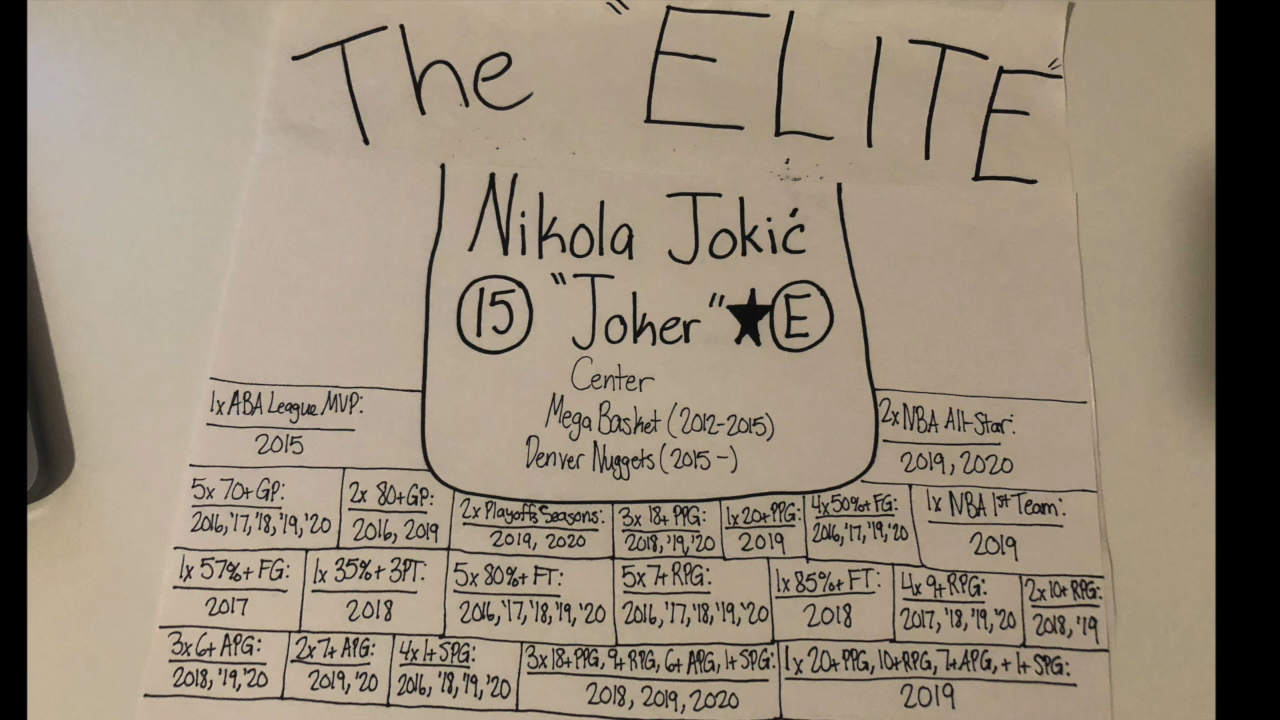 The "ELITE"
Nikola Jokić
15 "Joker" ★ E
Center
Mega Basket (2012-2015)
Denver Nuggets (2015-)
1x ABA League MVP:
2015
2x NBA All-Star:
2019, 2020
5x 70+GP:
2016, '17, '18, '19, '20
2x 80+GP:
2016, 2019
2x Playoffs Seasons:
2019, 2020
3x 18+ PPG:
2018, '19, '20
1x 20+ PPG:
2019
4x 50%+ FG:
2016, '17, '19, '20
1x NBA 1st Team:
2019
1x 57%+ FG:
2017
1x 35%+ 3PT:
2018
5x 80%+ FT:
2016, '17, '18, '19, '20
5x 7+ RPG:
2016, '17, '18, '19, '20
1x 85%+ FT:
2018
4x 9+ RPG:
2017, '18, '19, '20
2x 10+ RPG:
2018, '19
3x 6+ APG:
2018, '19, '20
2x 7+ APG:
2019, '20
4x 1+ SPG:
2016, '18, '19, '20
3x 18+ PPG, 9+ RPG, 6+ APG, 1+ SPG:
2018, 2019, 2020
1x 20+ PPG, 10+ RPG, 7+ APG, + 1+ SPG:
2019